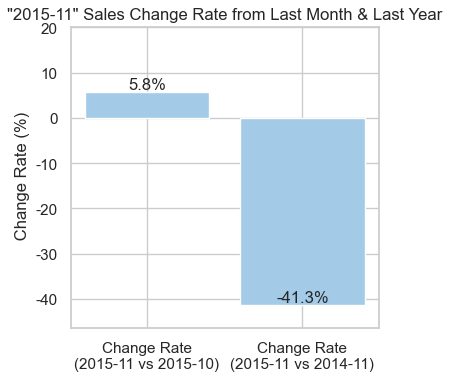 "2015-11" Sales Change Rate from Last Month & Last Year
20
10
0
-10
-20
-30
-40
Change Rate (%)
5.8%
-41.3%
Change Rate
(2015-11 vs 2015-10)
Change Rate
(2015-11 vs 2014-11)